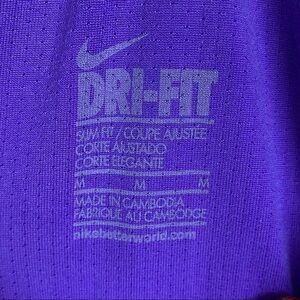 DRI-FIT
SLIM FIT / COUPE AJUSTÉE
CORTE AJUSTADO
CORTE ELEGANTE
M M M
MADE IN CAMBODIA
FABRIQUÉ AU CAMBODGE
nikebetterworld.com